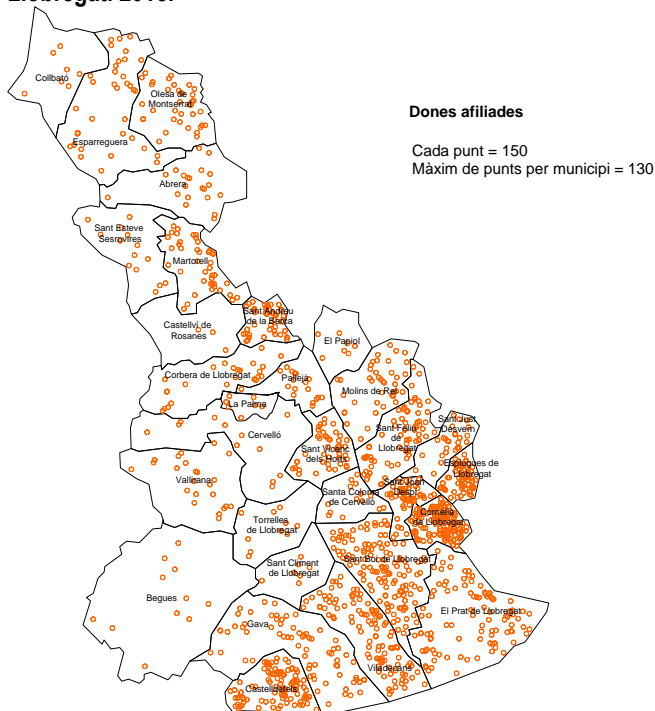 Collbató
Olesa de
Montserrat
Dones afiliades
Cada punt = 150
Màxim de punts per municipi = 130
Esparreguera
Abrera
Sant Esteve
Sesrovires
Martorell
Castellví de
Rosanes
Sant Andreu
de la Barca
El Papiol
Corbera de Llobregat
Pallejà
Molins de Rei
La Palma
Cervelló
Sant Just
Desvern
Sant Feliu
de
Llobregat
Sant Vicenç
dels Horts
Esplugues de
Llobregat
Vallirana
Sant Joan
Despí
Santa Coloma
de Cervelló
Cornellà
de Llobregat
Torrelles
de Llobregat
Sant Boi de Llobregat
Sant Climent
de Llobregat
Begues
El Prat de Llobregat
Gavà
Viladecans
Castelldefels